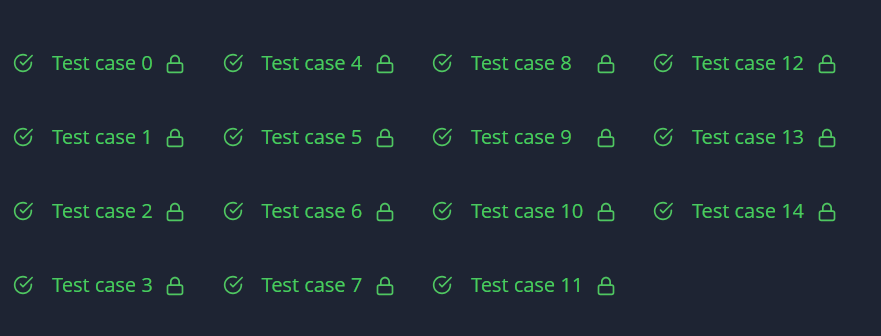 Test case 0
Test case 1
Test case 2
Test case 3
Test case 4
Test case 5
Test case 6
Test case 7
Test case 8
Test case 9
Test case 10
Test case 11
Test case 12
Test case 13
Test case 14